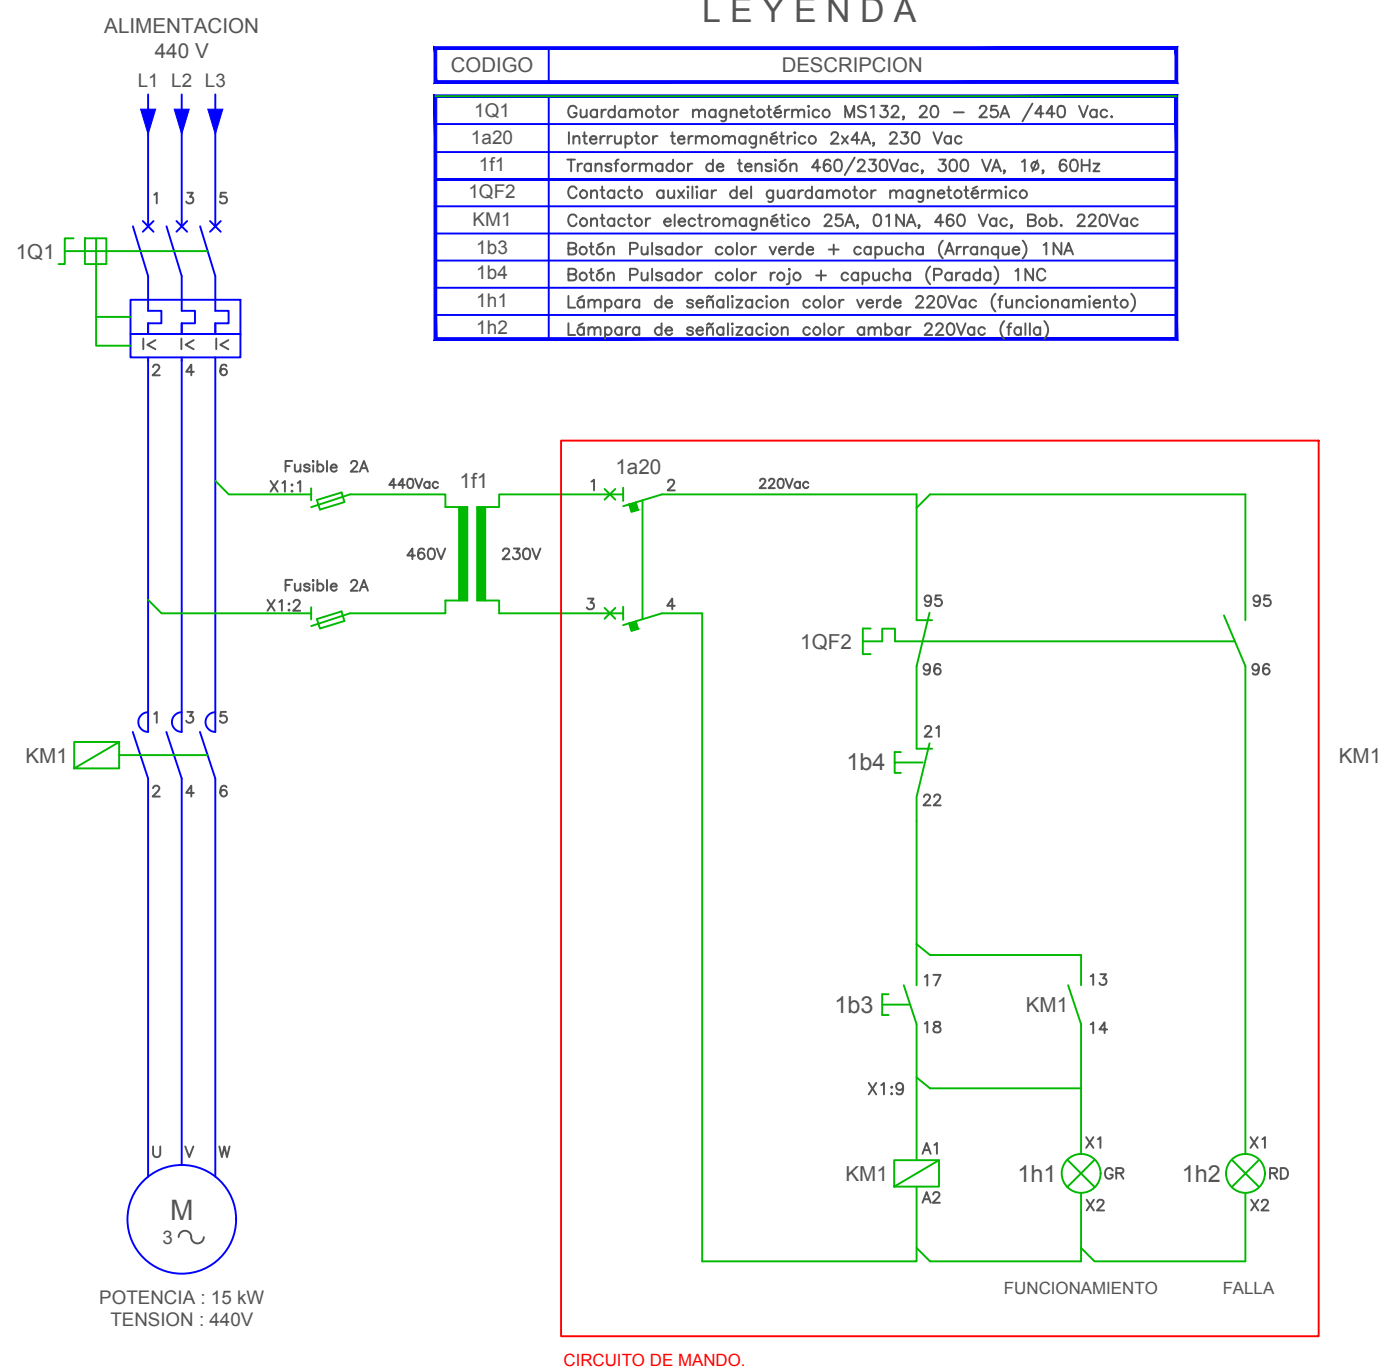 LEYENDA
ALIMENTACION
440 V
L1 L2 L3
CODIGO DESCRIPCION
1Q1 Guardamotor magnetotérmico MS132, 20 – 25A /440 Vac.
1a20 Interruptor termomagnétrico 2x4A, 230 Vac
1f1 Transformador de tensión 460/230Vac, 300 VA, 1ø, 60Hz
1QF2 Contacto auxiliar del guardamotor magnetotérmico
KM1 Contactor electromagnético 25A, 01NA, 460 Vac, Bob. 220Vac
1b3 Botón Pulsador color verde + capucha (Arranque) 1NA
1b4 Botón Pulsador color rojo + capucha (Parada) 1NC
1h1 Lámpara de señalizacion color verde 220Vac (funcionamiento)
1h2 Lámpara de señalizacion color ambar 220Vac (falla)
1 3 5
1Q1
I< I< I<
2 4 6
Fusible 2A
X1:1
440Vac
1f1
1a20
1 2
220Vac
460V 230V
Fusible 2A
X1:2
3 4
95 95
1QF2
96 96
1 3 5
KM1
2 4 6
21
1b4
22
KM1
17 13
1b3 KM1
18 14
X1:9
U V W
A1 X1 X1
KM1 1h1 GR 1h2 RD
A2 X2 X2
M
3
POTENCIA : 15 kW
TENSION : 440V
FUNCIONAMIENTO FALLA
CIRCUITO DE MANDO.